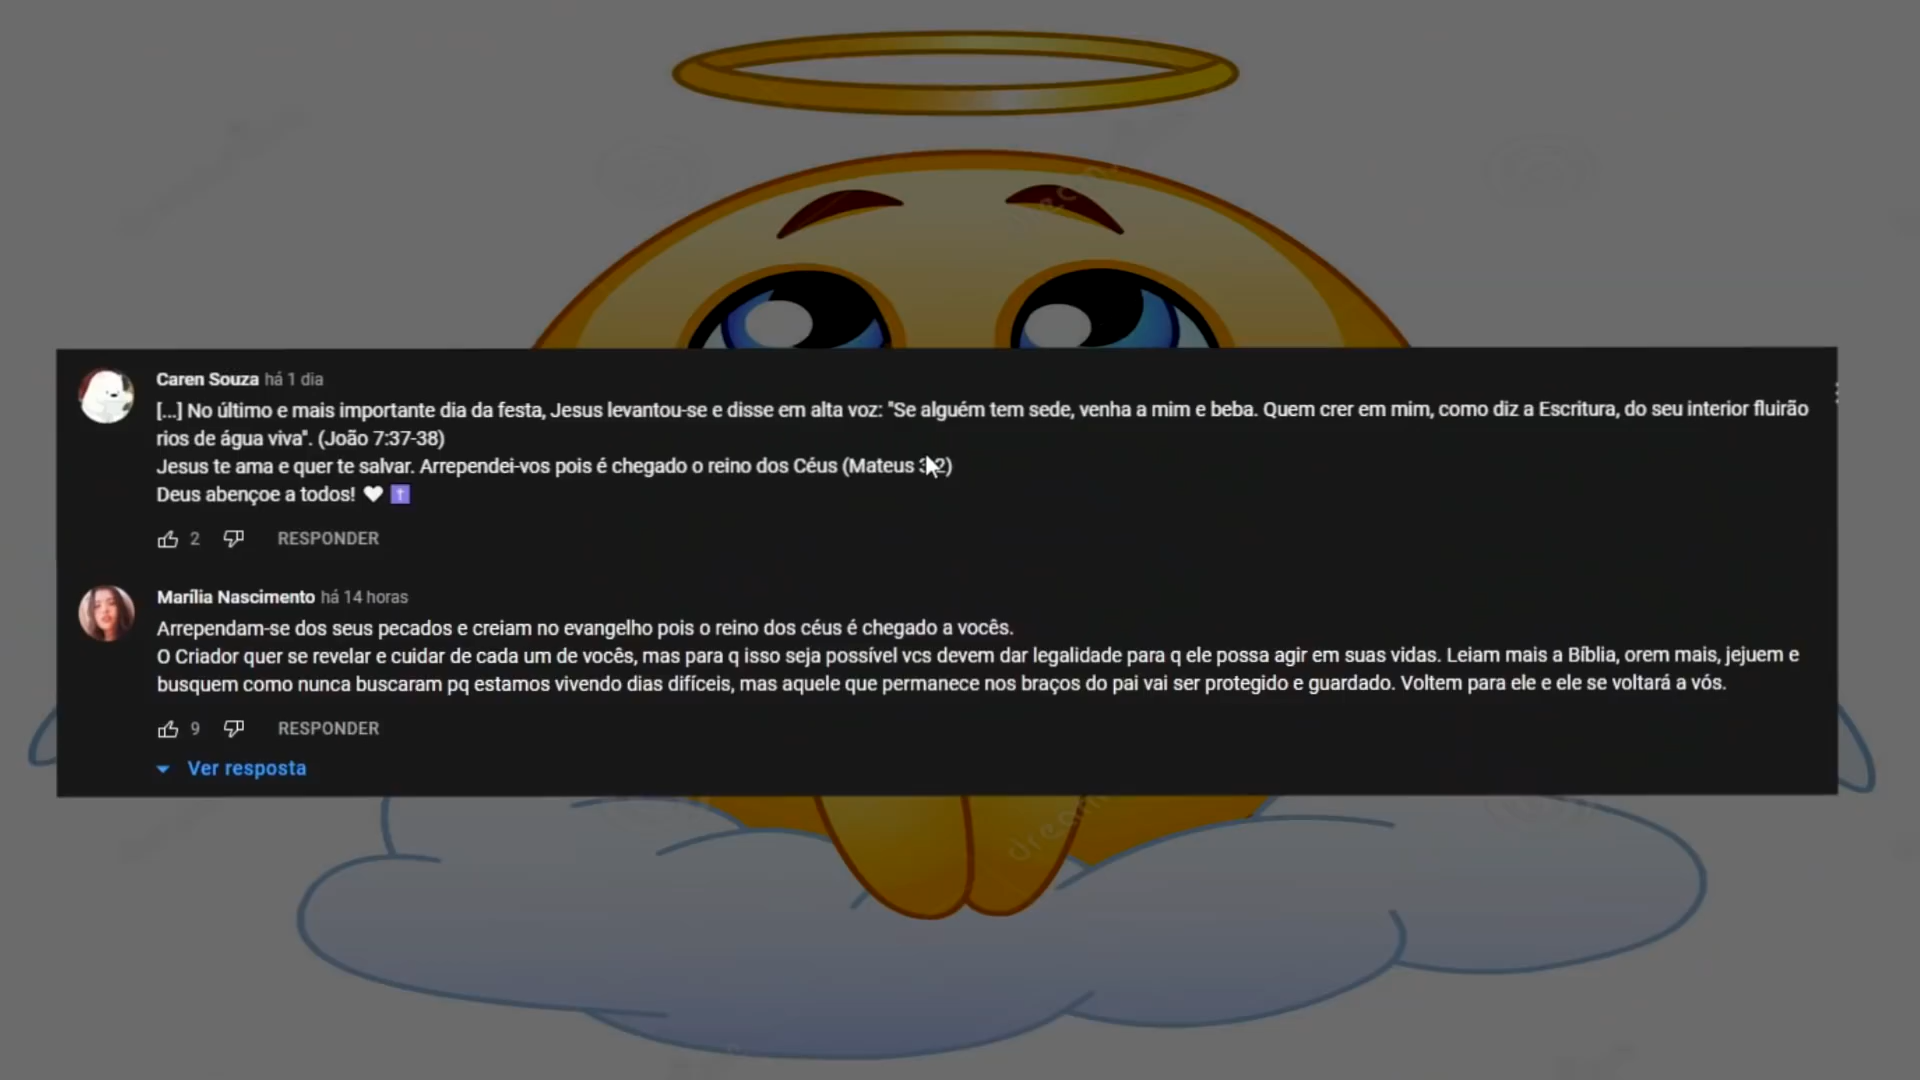 Caren Souza há 1 dia
[...] No último e mais importante dia da festa, Jesus levantou-se e disse em alta voz: "Se alguém tem sede, venha a mim e beba. Quem crer em mim, como diz a Escritura, do seu interior fluirão
rios de água viva". (João 7:37-38)
Jesus te ama e quer te salvar. Arrependei-vos pois é chegado o reino dos Céus (Mateus 3:2)
Deus abençoe a todos! ♥ ✝
2 RESPONDER
Marília Nascimento há 14 horas
Arrependam-se dos seus pecados e creiam no evangelho pois o reino dos céus é chegado a vocês.
O Criador quer se revelar e cuidar de cada um de vocês, mas para q isso seja possível vcs devem dar legalidade para q ele possa agir em suas vidas. Leiam mais a Bíblia, orem mais, jejuem e
busquem como nunca buscaram pq estamos vivendo dias difíceis, mas aquele que permanece nos braços do pai vai ser protegido e guardado. Voltem para ele e ele se voltará a vós.
9 RESPONDER
Ver resposta